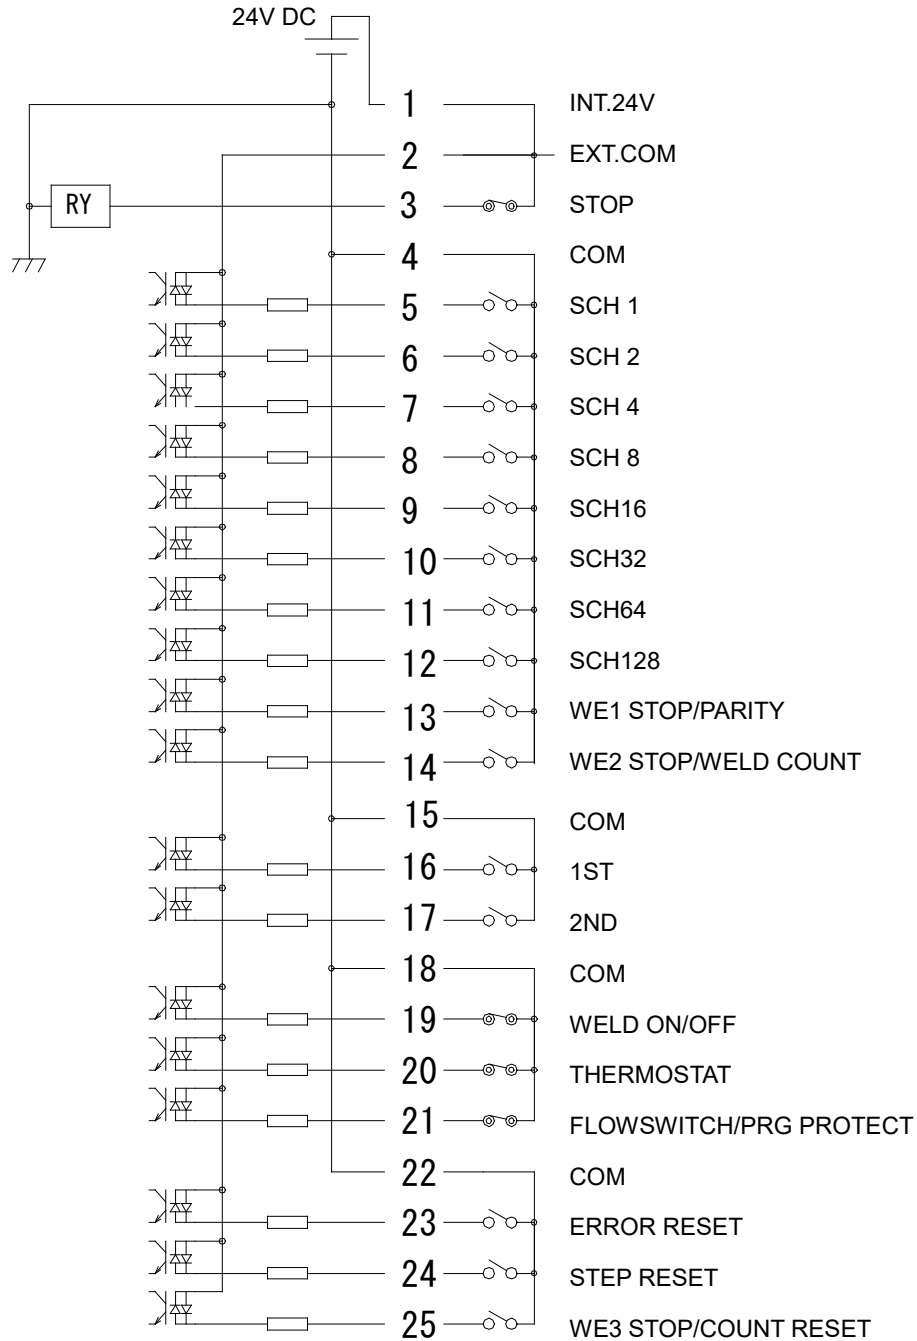 24V DC
1 INT.24V
2 EXT.COM
RY 3 STOP
4 COM
5 SCH 1
6 SCH 2
7 SCH 4
8 SCH 8
9 SCH16
10 SCH32
11 SCH64
12 SCH128
13 WE1 STOP/PARITY
14 WE2 STOP/WELD COUNT
15 COM
16 1ST
17 2ND
18 COM
19 WELD ON/OFF
20 THERMOSTAT
21 FLOWSWITCH/PRG PROTECT
22 COM
23 ERROR RESET
24 STEP RESET
25 WE3 STOP/COUNT RESET